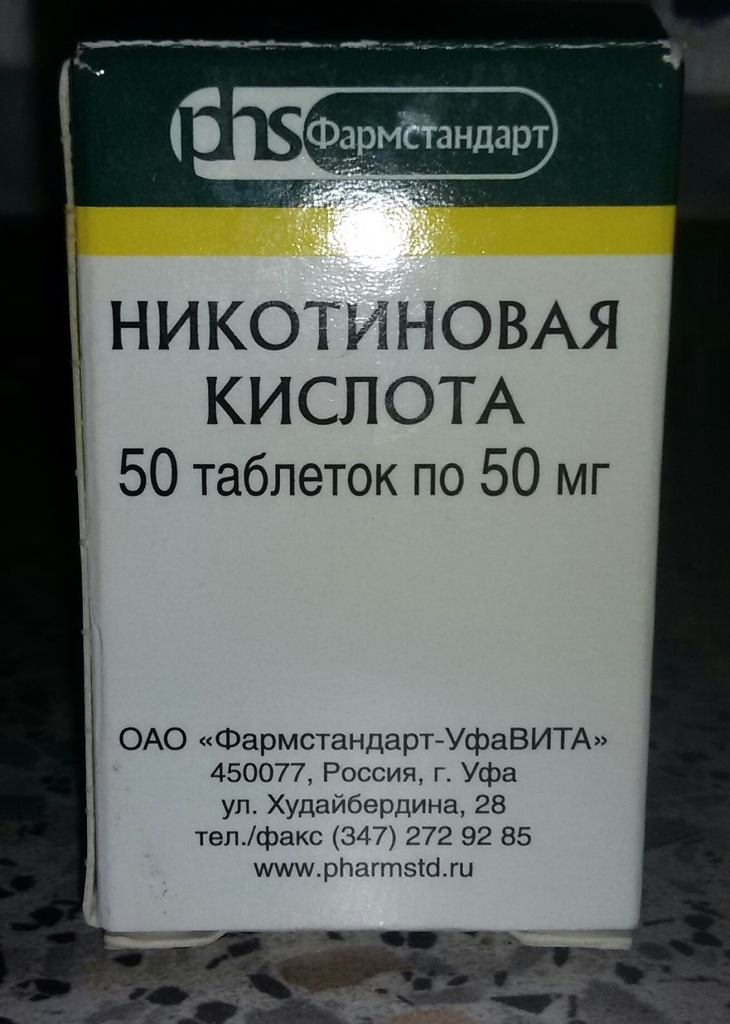 phs Фармстандарт
НИКОТИНОВАЯ
КИСЛОТА
50 таблеток по 50 мг
ОАО «Фармстандарт-УфаВИТА»
450077, Россия, г. Уфа
ул. Худайбердина, 28
тел./факс (347) 272 92 85
www.pharmstd.ru